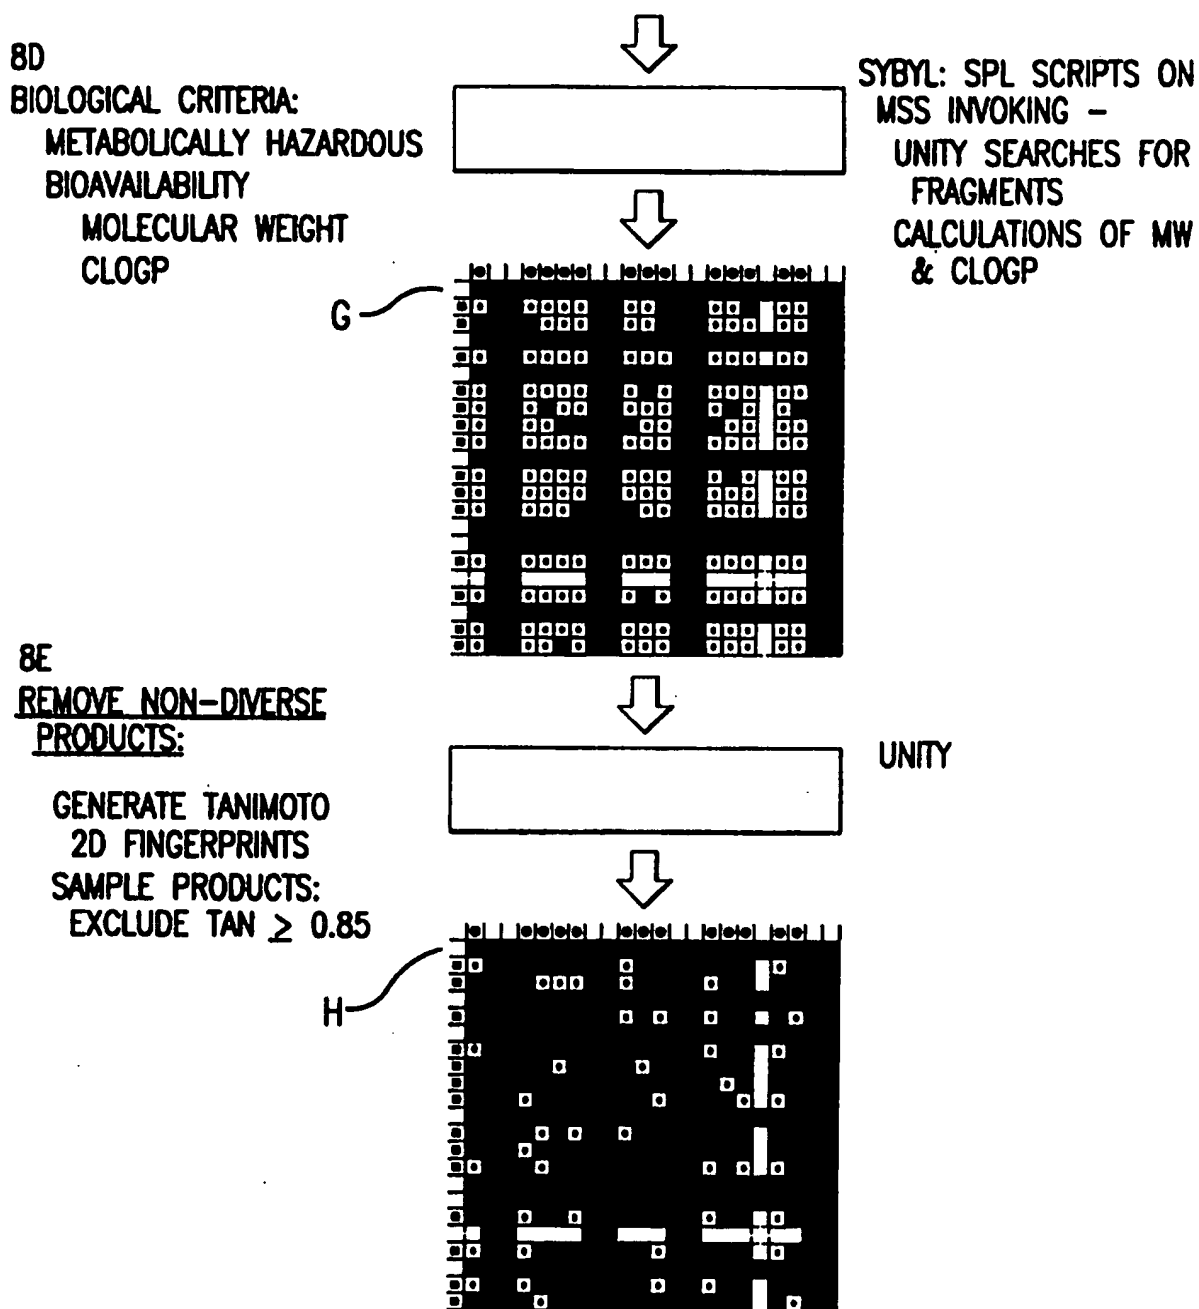 8D
BIOLOGICAL CRITERIA:
METABOLICALLY HAZARDOUS
BIOAVAILABILITY
MOLECULAR WEIGHT
CLOGP
SYBYL: SPL SCRIPTS ON
MSS INVOKING –
UNITY SEARCHES FOR
FRAGMENTS
CALCULATIONS OF MW
& CLOGP
G
8E
REMOVE NON-DIVERSE
PRODUCTS:
GENERATE TANIMOTO
2D FINGERPRINTS
SAMPLE PRODUCTS:
EXCLUDE TAN ≥ 0.85
UNITY
H